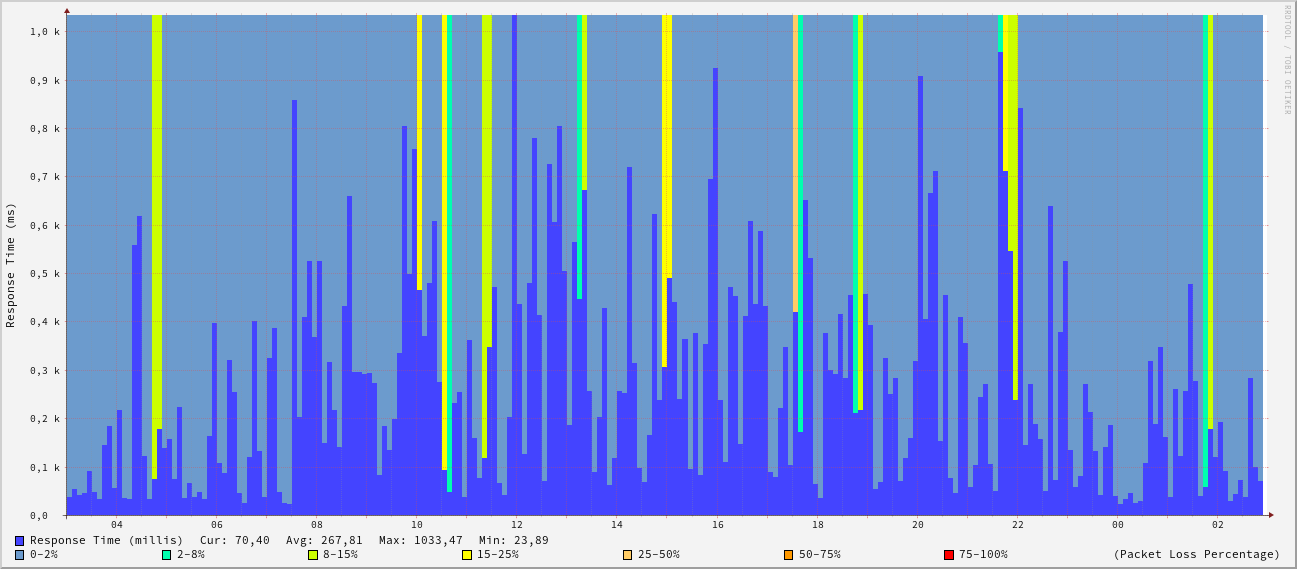 1,0 k
0,9 k
0,8 k
0,7 k
0,6 k
0,5 k
0,4 k
0,3 k
0,2 k
0,1 k
0,0
Response Time (ms)
RRDTOOL / TOBI OETIKER
04 06 08 10 12 14 16 18 20 22 00 02
Response Time (millis) Cur: 70,40 Avg: 267,81 Max: 1033,47 Min: 23,89
0-2% 2-8% 8-15% 15-25% 25-50% 50-75% 75-100% (Packet Loss Percentage)